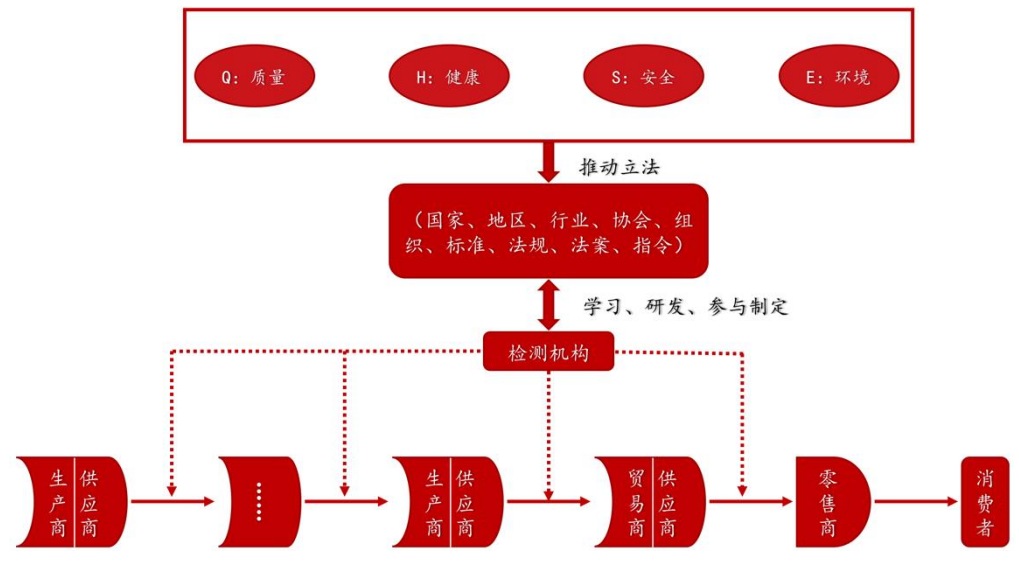 Q: 质量
H: 健康
S: 安全
E: 环境
推动立法
（国家、地区、行业、协会、组
织、标准、法规、法案、指令）
学习、研发、参与制定
检测机构
生产商
供应商
……
生产商
供应商
贸易商
供应商
零售商
消费者